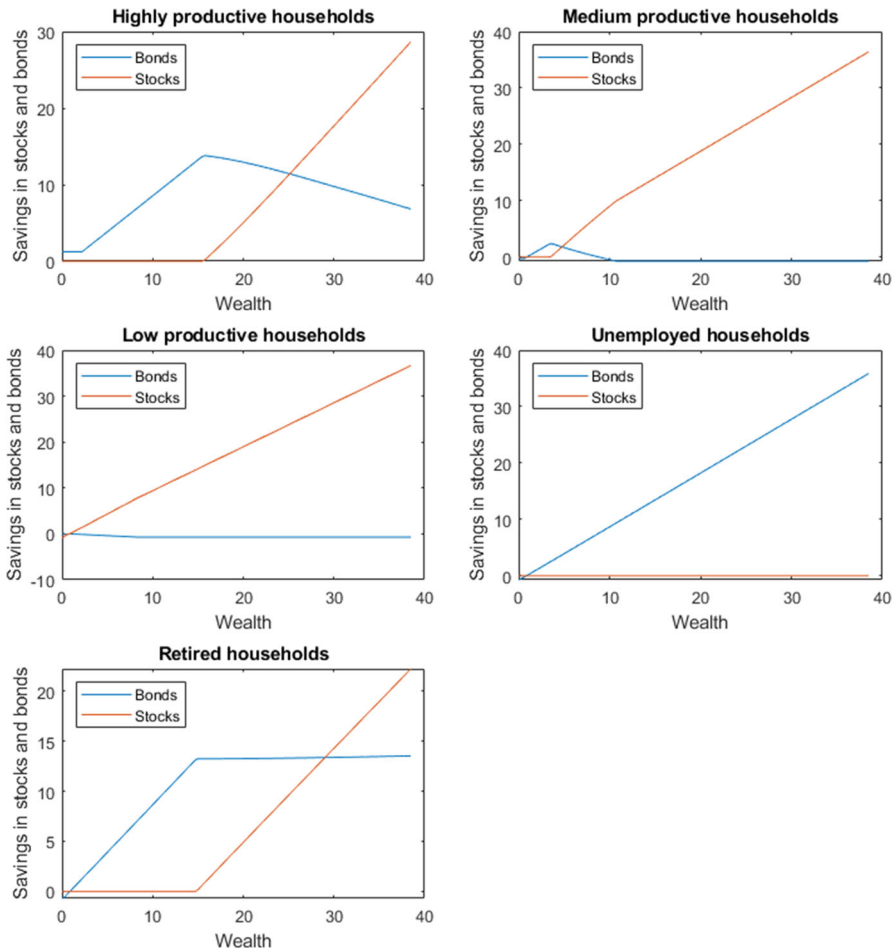 Highly productive households
30
20
10
0
0 10 20 30 40
Savings in stocks and bonds
Wealth
Bonds
Stocks
Medium productive households
40
30
20
10
0
0 10 20 30 40
Savings in stocks and bonds
Wealth
Bonds
Stocks
Low productive households
40
30
20
10
0
-10
0 10 20 30 40
Savings in stocks and bonds
Wealth
Bonds
Stocks
Unemployed households
40
30
20
10
0
0 10 20 30 40
Savings in stocks and bonds
Wealth
Bonds
Stocks
Retired households
20
15
10
5
0
0 10 20 30 40
Savings in stocks and bonds
Wealth
Bonds
Stocks